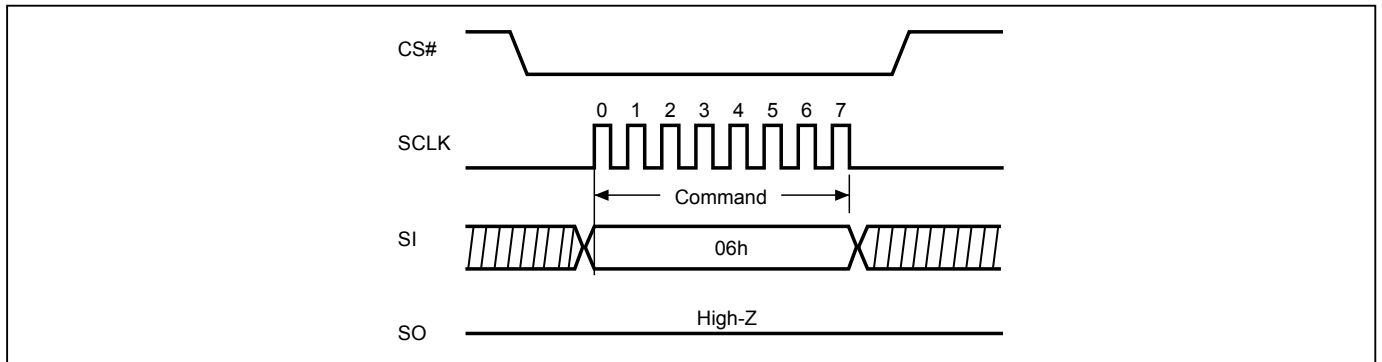 CS#
0 1 2 3 4 5 6 7
SCLK
Command
SI
06h
High-Z
SO